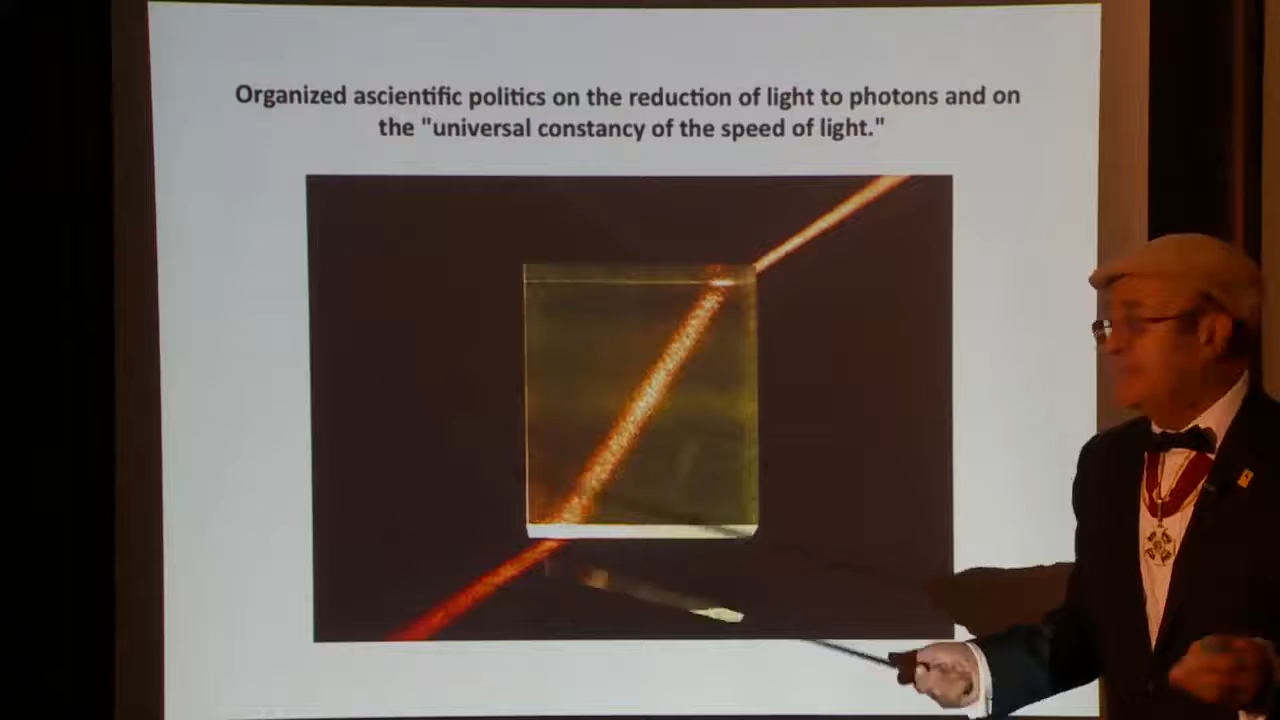 Organized ascientific politics on the reduction of light to photons and on
the "universal constancy of the speed of light."